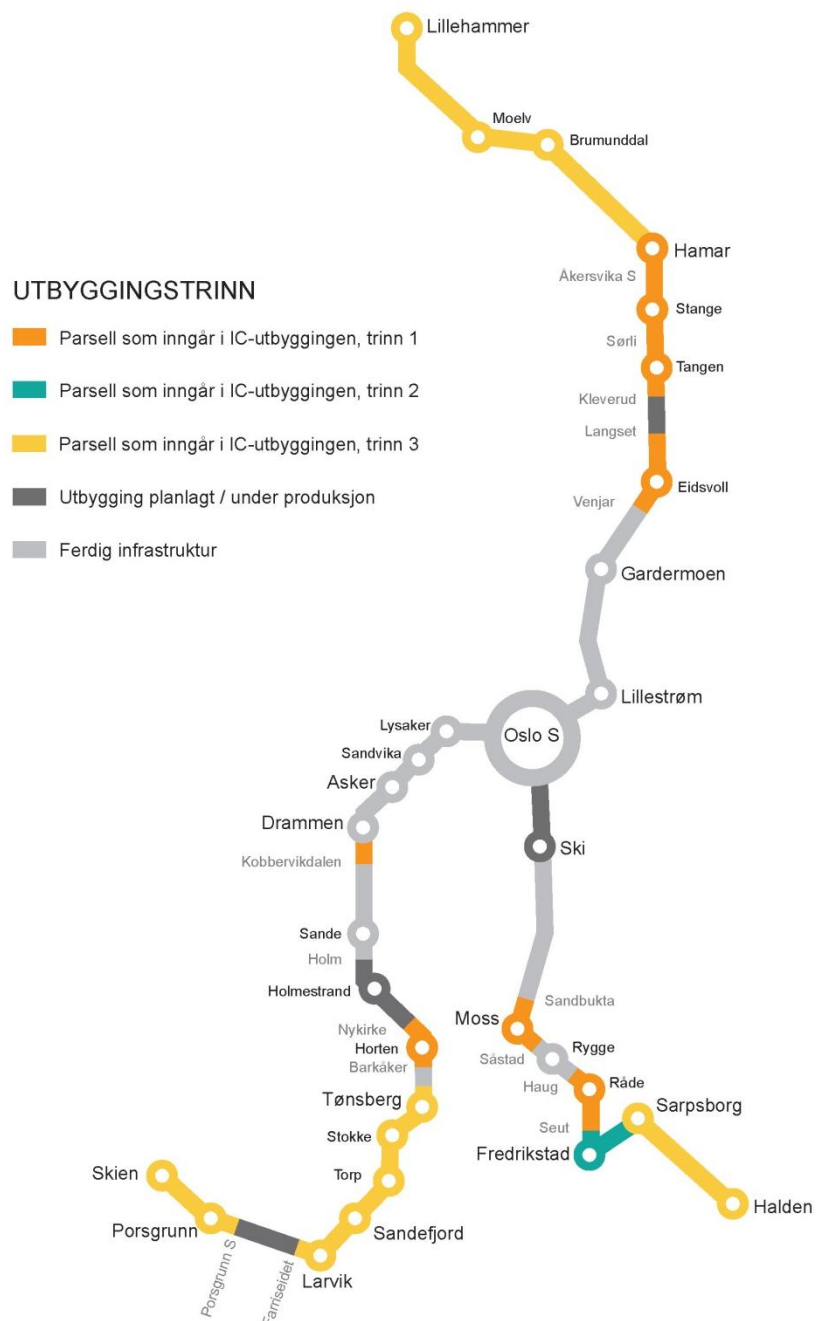 Lillehammer
Moelv
Brumunddal
Hamar
Åkersvika S
UTBYGGINGSTRINN
Stange
Parsell som inngår i IC-utbyggingen, trinn 1
Sørli
Tangen
Parsell som inngår i IC-utbyggingen, trinn 2
Kleverud
Langset
Parsell som inngår i IC-utbyggingen, trinn 3
Eidsvoll
Utbygging planlagt / under produksjon
Venjar
Ferdig infrastruktur
Gardermoen
Lillestrøm
Lysaker
Oslo S
Sandvika
Asker
Drammen
Ski
Kobbervikdalen
Sande
Holm
Holmestrand
Sandbukta
Moss
Nykirke
Horten
Rygge
Såstad
Barkåker
Haug
Råde
Tønsberg
Sarpsborg
Seut
Stokke
Fredrikstad
Torp
Skien
Halden
Porsgrunn
Sandefjord
Porsgrunn S
Farriseidet
Larvik